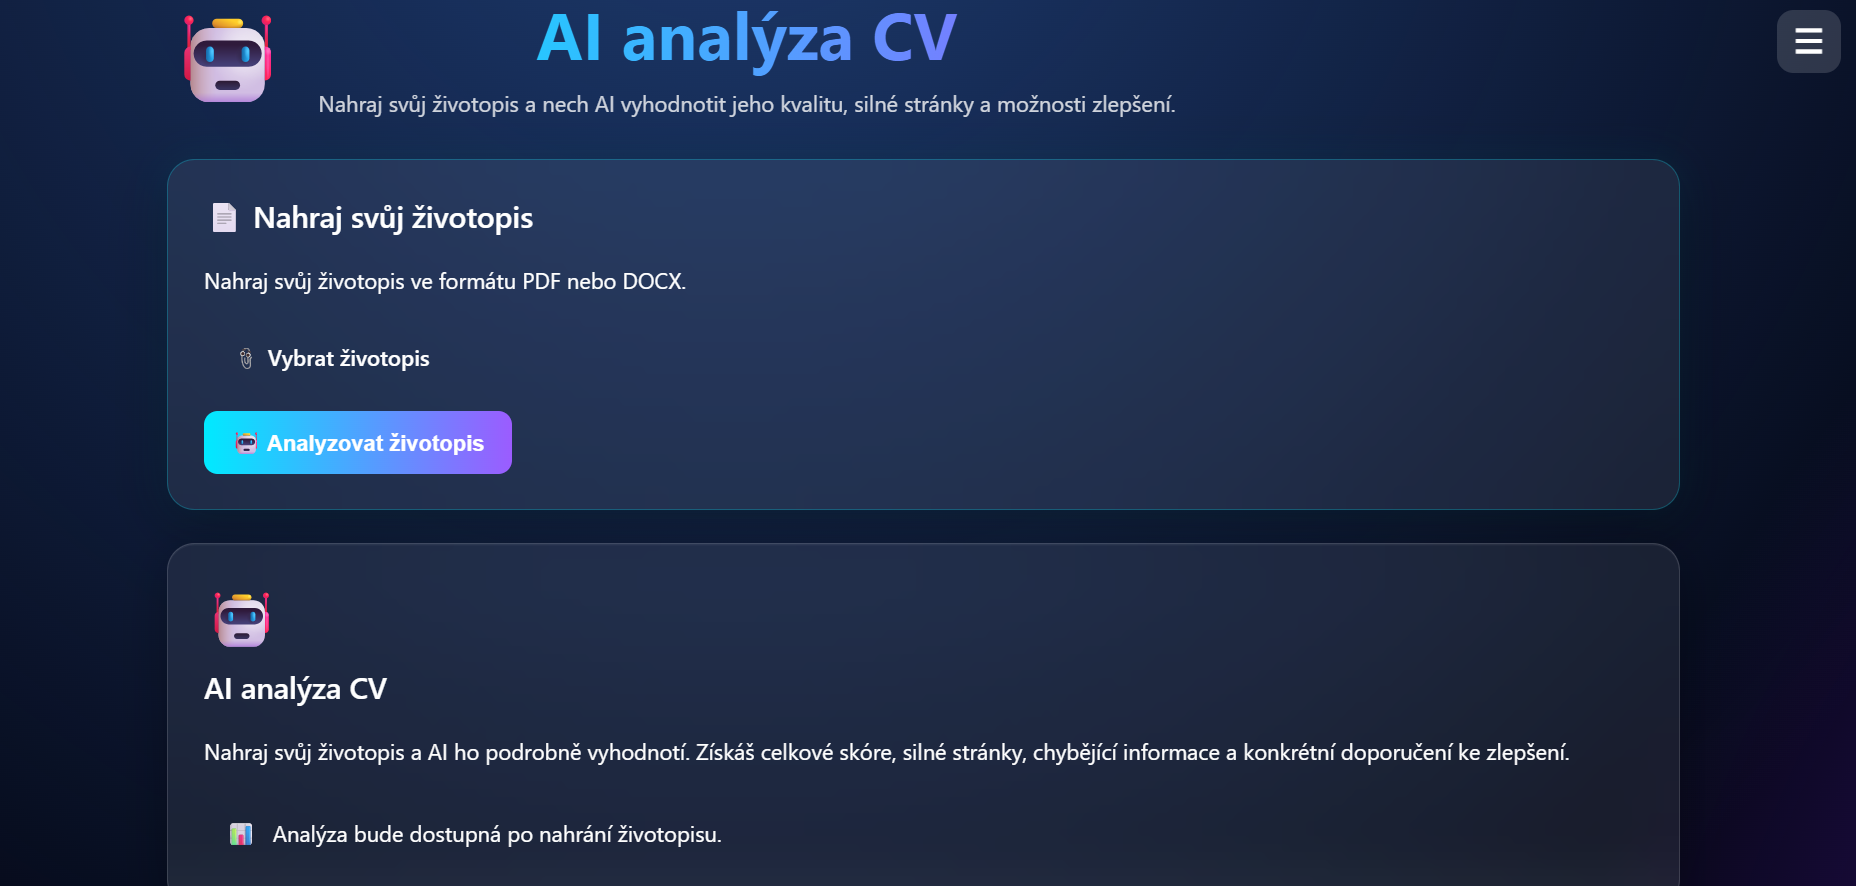 AI analýza CV
Nahraj svůj životopis a nech AI vyhodnotit jeho kvalitu, silné stránky a možnosti zlepšení.
Nahraj svůj životopis
Nahraj svůj životopis ve formátu PDF nebo DOCX.
Vybrat životopis
Analyzovat životopis
AI analýza CV
Nahraj svůj životopis a AI ho podrobně vyhodnotí. Získáš celkové skóre, silné stránky, chybějící informace a konkrétní doporučení ke zlepšení.
Analýza bude dostupná po nahrání životopisu.